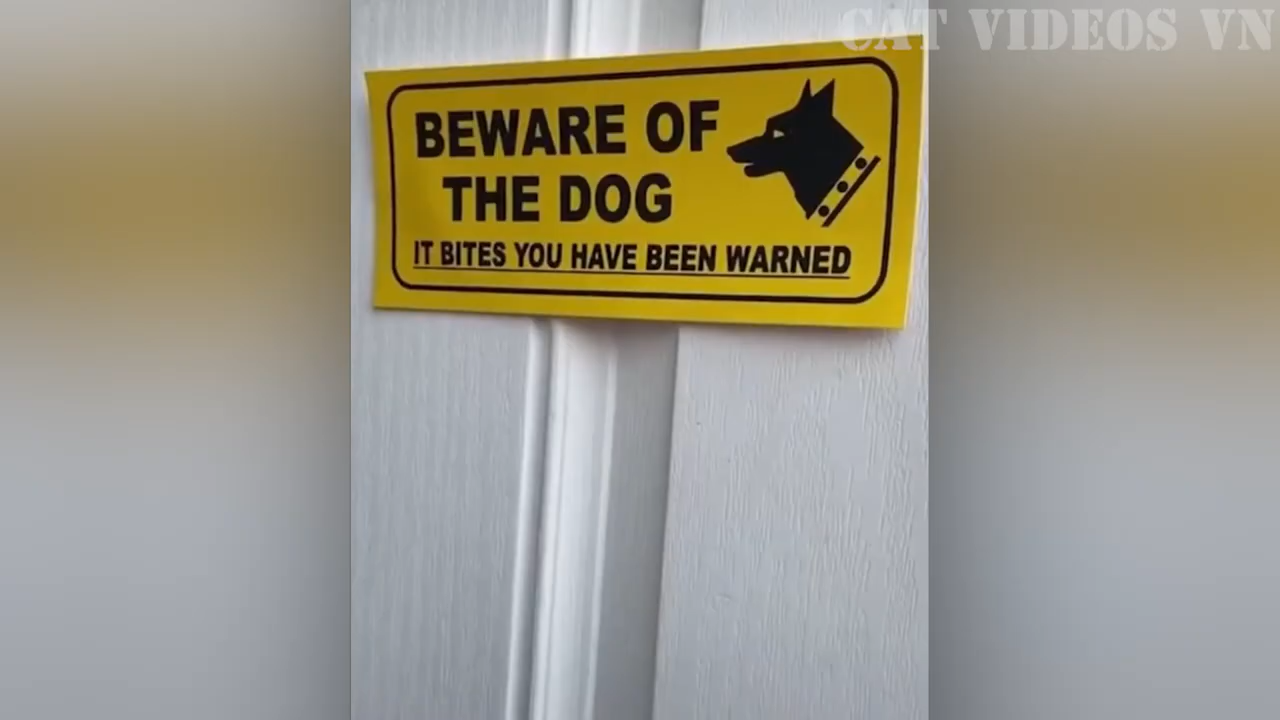 CAT VIDEOS VN
BEWARE OF
THE DOG
IT BITES YOU HAVE BEEN WARNED